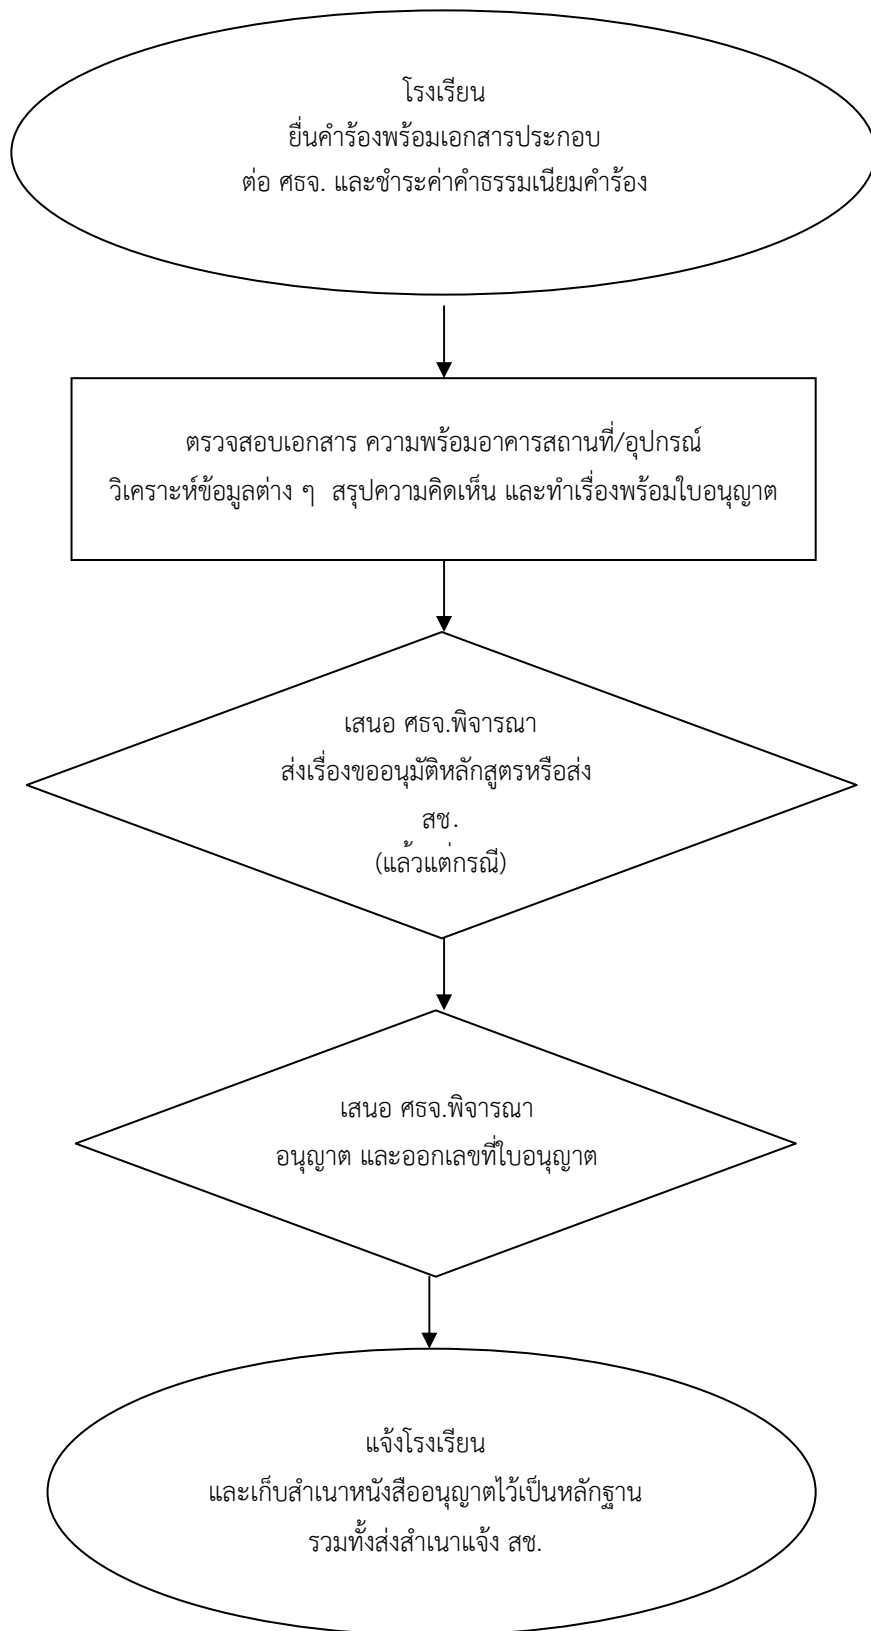 โรงเรียน
ยื่นคำร้องพร้อมเอกสารประกอบ
ต่อ ศธจ. และชำระค่าคำธรรมเนียมคำร้อง
ตรวจสอบเอกสาร ความพร้อมอาคารสถานที่/อุปกรณ์
วิเคราะห์ข้อมูลต่าง ๆ สรุปความคิดเห็น และทำเรื่องพร้อมใบอนุญาต
เสนอ ศธจ.พิจารณา
ส่งเรื่องขออนุมัติหลักสูตรหรือส่ง
สช.
(แล้วแต่กรณี)
เสนอ ศธจ.พิจารณา
อนุญาต และออกเลขที่ใบอนุญาต
แจ้งโรงเรียน
และเก็บสำเนาหนังสืออนุญาตไว้เป็นหลักฐาน
รวมทั้งส่งสำเนาแจ้ง สช.